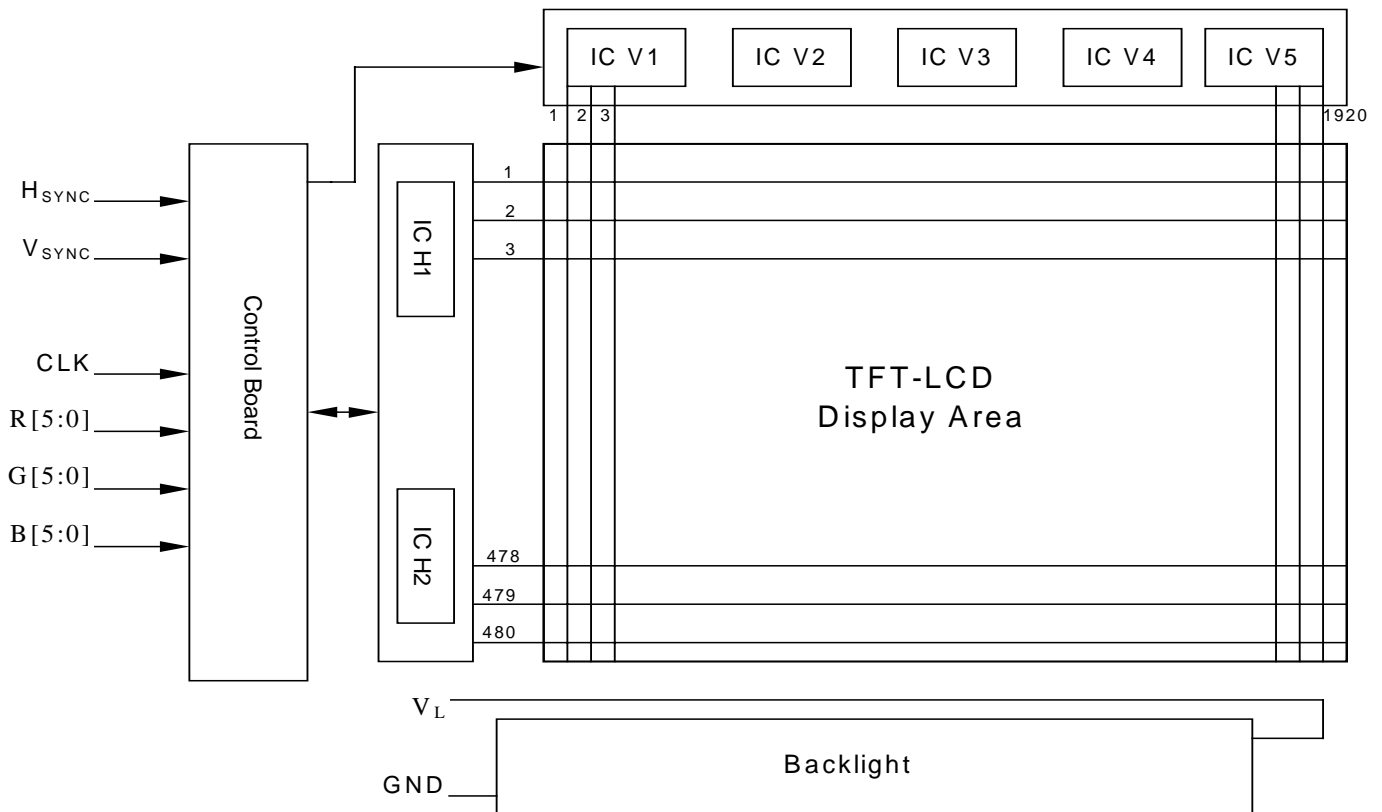 IC V1 IC V2 IC V3 IC V4 IC V5
1 2 3 1920
HSYNC
VSYNC
CLK
R[5:0]
G[5:0]
B[5:0]
Control Board
IC H1
IC H2
1
2
3
478
479
480
TFT-LCD
Display Area
VL
GND
Backlight